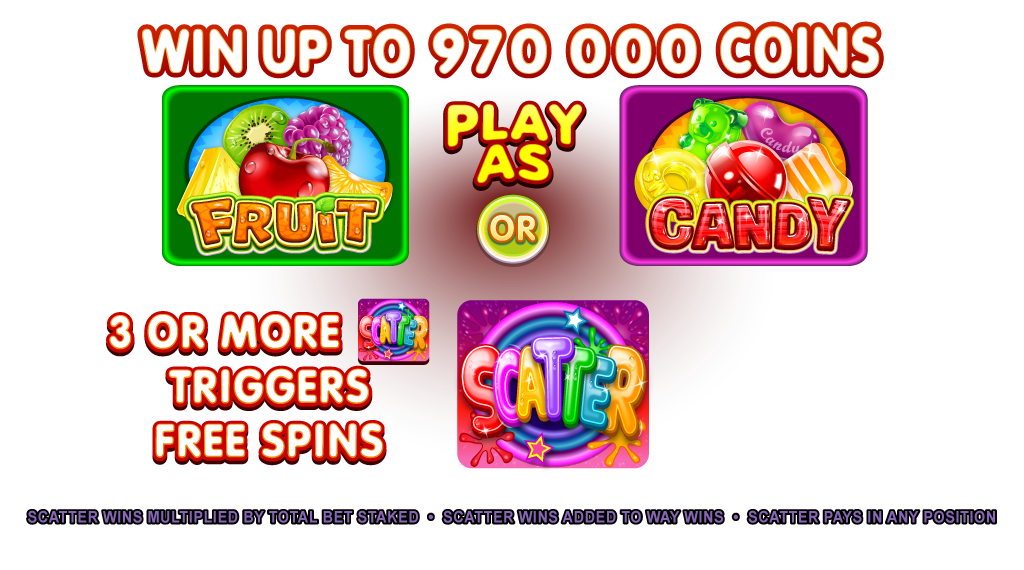 WIN UP TO 970 000 COINS
PLAY
AS
Candy
FRUIT
OR
CANDY
3 OR MORE SCATTER
TRIGGERS
FREE SPINS
SCATTER
SCATTER WINS MULTIPLIED BY TOTAL BET STAKED • SCATTER WINS ADDED TO WAY WINS • SCATTER PAYS IN ANY POSITION